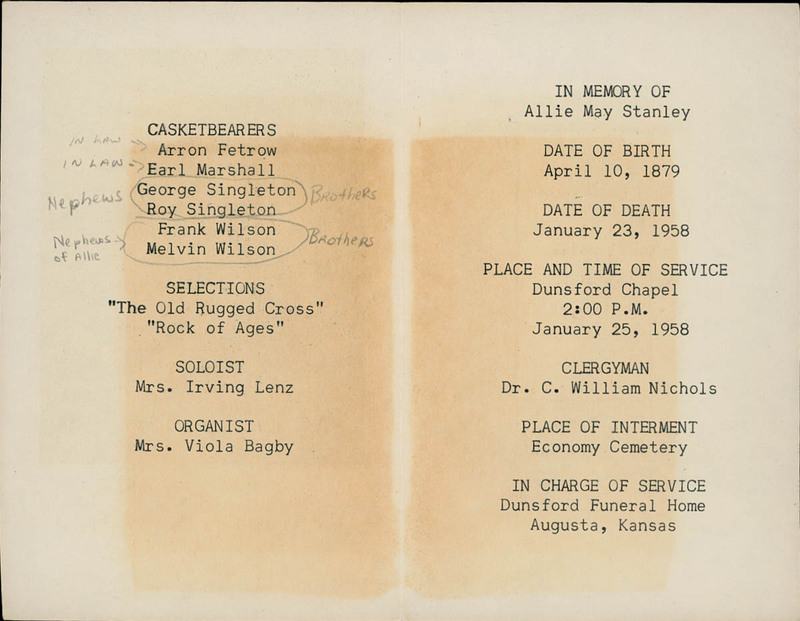 CASKETBEARERS
IN LAW → Arron Fetrow
IN LAW → Earl Marshall
Nephews George Singleton Brothers
Roy Singleton
Nephews of Allie Frank Wilson Brothers
Melvin Wilson
SELECTIONS
"The Old Rugged Cross"
"Rock of Ages"
SOLOIST
Mrs. Irving Lenz
ORGANIST
Mrs. Viola Bagby
IN MEMORY OF
Allie May Stanley
DATE OF BIRTH
April 10, 1879
DATE OF DEATH
January 23, 1958
PLACE AND TIME OF SERVICE
Dunsford Chapel
2:00 P.M.
January 25, 1958
CLERGYMAN
Dr. C. William Nichols
PLACE OF INTERMENT
Economy Cemetery
IN CHARGE OF SERVICE
Dunsford Funeral Home
Augusta, Kansas